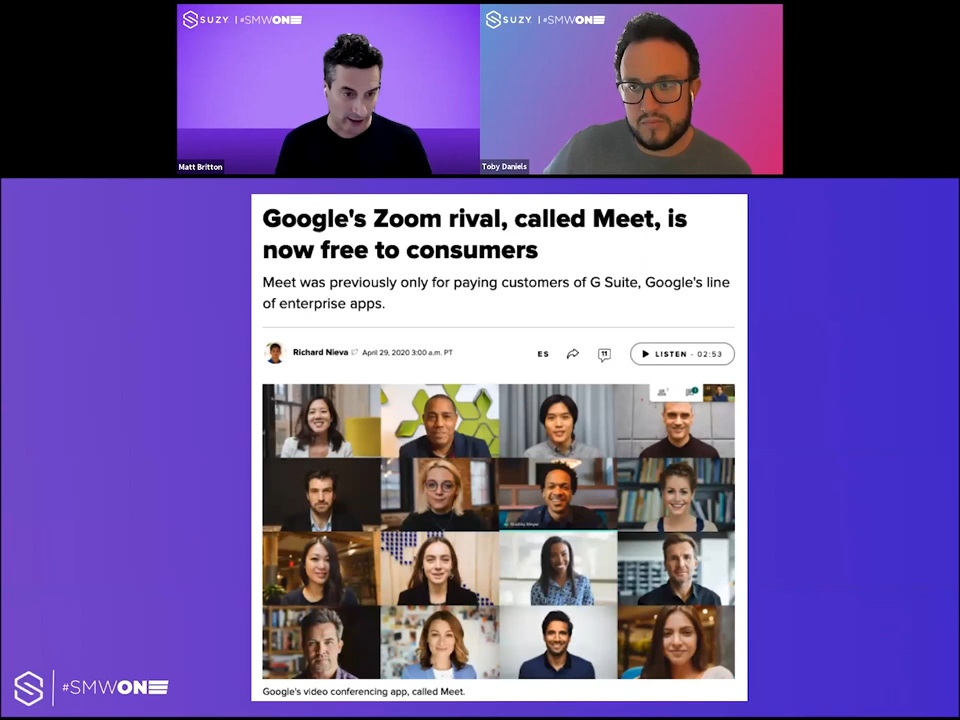 SUZY | #SMWONE
SUZY | #SMWONE
Matt Britton
Toby Daniels
Google's Zoom rival, called Meet, is
now free to consumers
Meet was previously only for paying customers of G Suite, Google's line
of enterprise apps.
Richard Nieva April 29, 2020 3:00 a.m. PT
ES
11
LISTEN - 02:53
Google's video conferencing app, called Meet.
#SMWONE